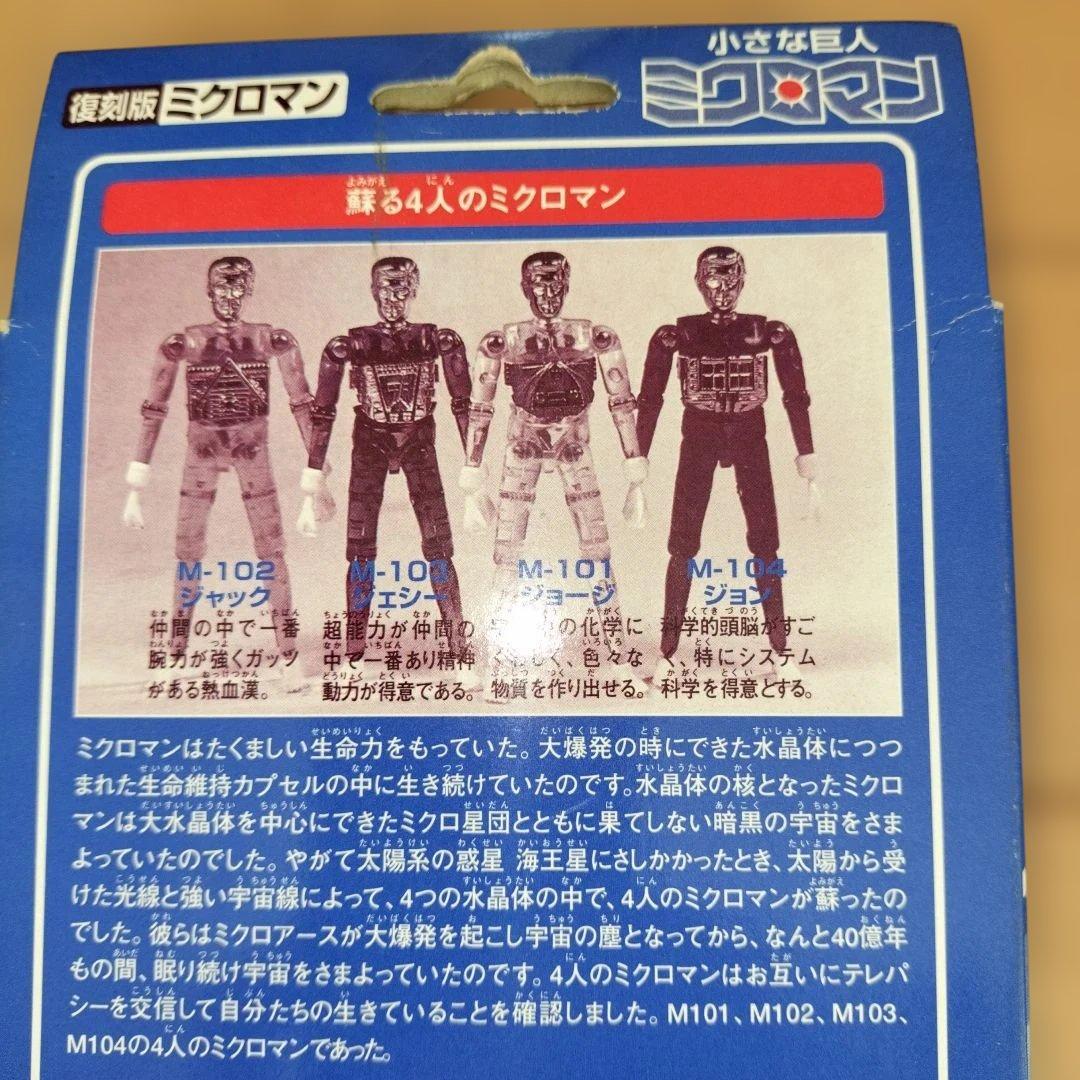 小さな巨人
ミクロマン
復刻版 ミクロマン
蘇る4人のミクロマン
M-102
ジャック
仲間の中で一番
腕力が強くガッツ
がある熱血漢。
M-103
ジェシー
超能力が仲間の
中で一番あり精神
動力が得意である。
M-101
ジョージ
の化学に
しく、色々な
物質を作り出せる。
M-104
ジョン
科学的頭脳がすご
く、特にシステム
科学を得意とする。
ミクロマンはたくましい生命力をもっていた。大爆発の時にできた水晶体につつ
まれた生命維持カプセルの中に生き続けていたのです。水晶体の核となったミクロ
マンは大水晶体を中心にできたミクロ星団とともに果てしない暗黒の宇宙をさま
よっていたのでした。やがて太陽系の惑星 海王星にさしかかったとき、太陽から受
けた光線と強い宇宙線によって、4つの水晶体の中で、4人のミクロマンが蘇ったの
でした。彼らはミクロアースが大爆発を起こし宇宙の塵となってから、なんと40億年
もの間、眠り続け宇宙をさまよっていたのです。4人のミクロマンはお互いにテレパ
シーを交信して自分たちの生きていることを確認しました。M101、M102、M103、
M104の4人のミクロマンであった。